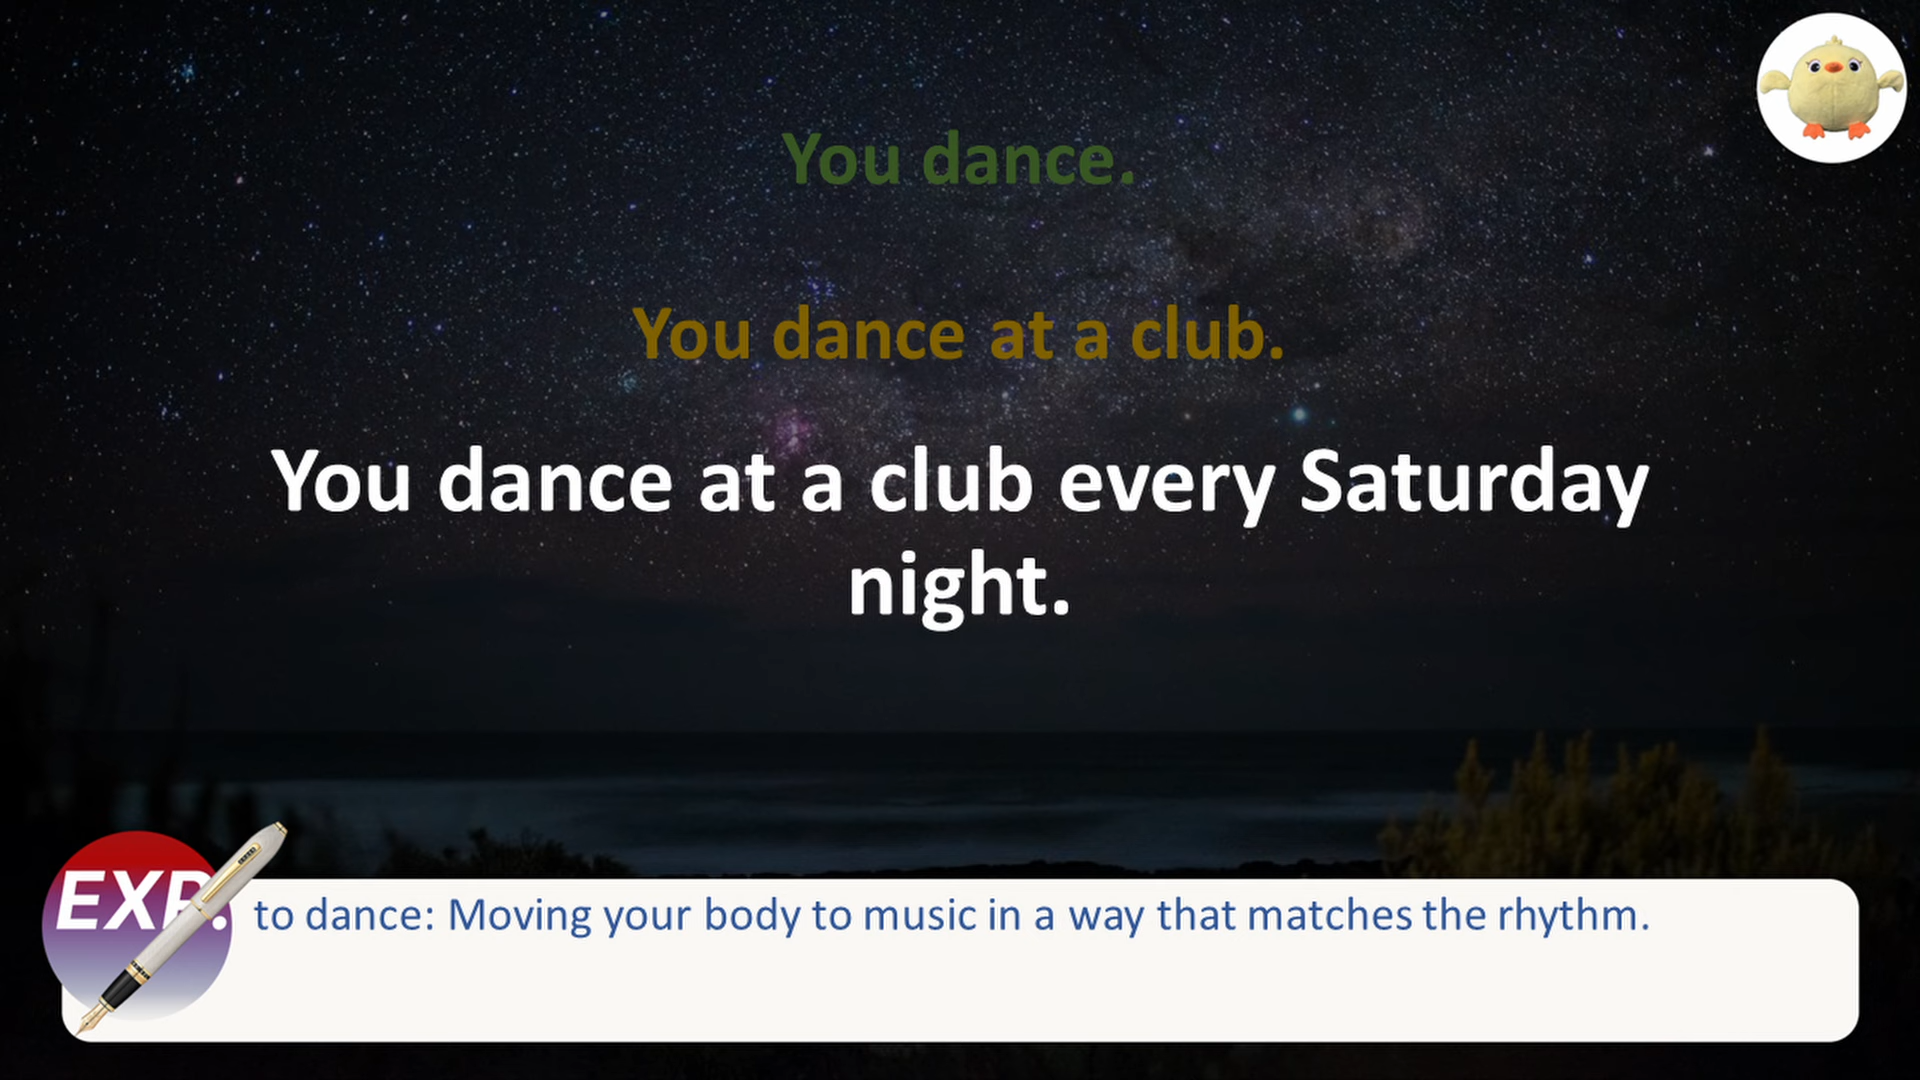 You dance.
You dance at a club.
You dance at a club every Saturday
night.
EXP.
to dance: Moving your body to music in a way that matches the rhythm.